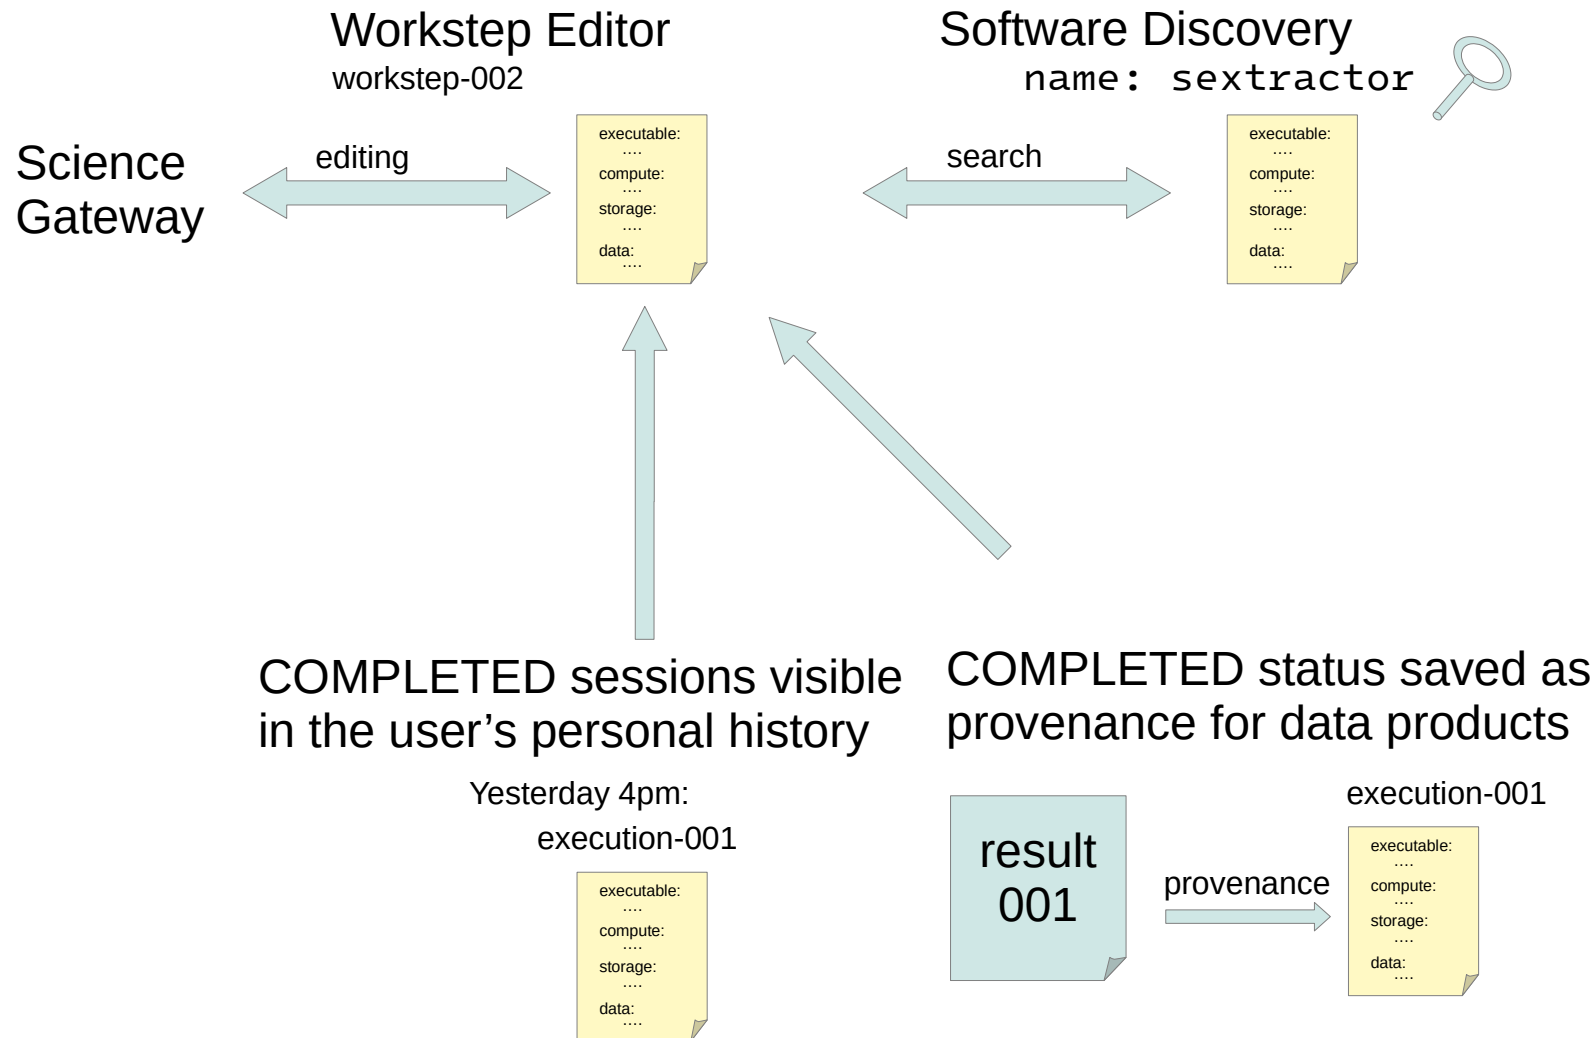 Workstep Editor
workstep-002
Software Discovery
name: sextractor
Science
Gateway
editing
executable:
....
compute:
....
storage:
....
data:
....
search
executable:
....
compute:
....
storage:
....
data:
....
COMPLETED sessions visible
in the user’s personal history
Yesterday 4pm:
execution-001
executable:
....
compute:
....
storage:
....
data:
....
COMPLETED status saved as
provenance for data products
result
001
provenance
execution-001
executable:
....
compute:
....
storage:
....
data:
....